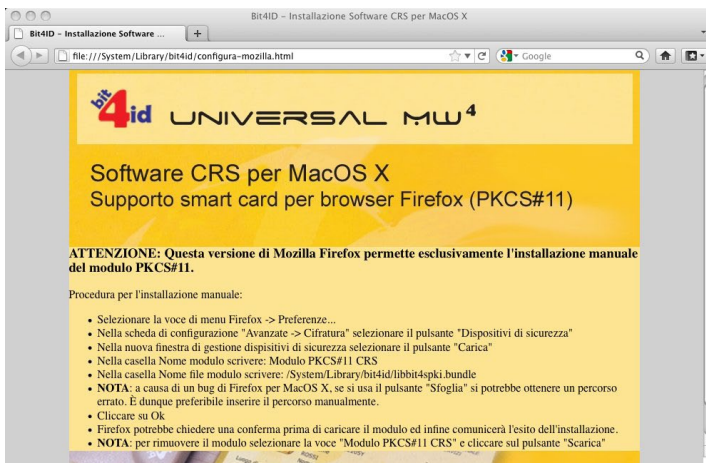 Bit4ID – Installazione Software CRS per MacOS X
Bit4ID – Installazione Software ...
file:///System/Library/bit4id/configura-mozilla.html
Google
bit
4id UNIVERSAL MW4
Software CRS per MacOS X
Supporto smart card per browser Firefox (PKCS#11)
ATTENZIONE: Questa versione di Mozilla Firefox permette esclusivamente l'installazione manuale
del modulo PKCS#11.
Procedura per l'installazione manuale:
• Selezionare la voce di menu Firefox -> Preferenze...
• Nella scheda di configurazione "Avanzate -> Cifratura" selezionare il pulsante "Dispositivi di sicurezza"
• Nella nuova finestra di gestione dispisitivi di sicurezza selezionire il pulsante "Carica"
• Nella casella Nome modulo scrivere: Modulo PKCS#11 CRS
• Nella casella Nome file modulo scrivere: /System/Library/bit4id/libbit4spki.bundle
• NOTA: a causa di un bug di Firefox per MacOS X, se si usa il pulsante "Sfoglia" si potrebbe ottenere un percorso
errato. È dunque preferibile inserire il percorso manualmente.
• Cliccare su Ok
• Firefox potrebbe chiedere una conferma prima di caricare il modulo ed infine comunicerà l'esito dell'installazione.
• NOTA: per rimuovere il modulo selezionare la voce "Modulo PKCS#11 CRS" e cliccare sul pulsante "Scarica"